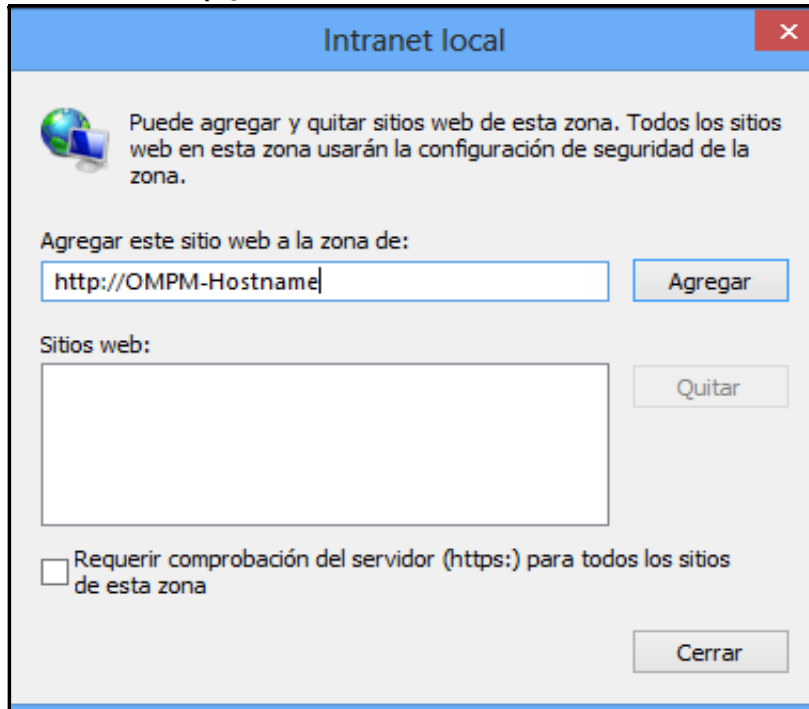 Intranet local
Puede agregar y quitar sitios web de esta zona. Todos los sitios
web en esta zona usarán la configuración de seguridad de la
zona.
Agregar este sitio web a la zona de:
http://OMPM-Hostname
Agregar
Sitios web:
Quitar
Requerir comprobación del servidor (https:) para todos los sitios
de esta zona
Cerrar